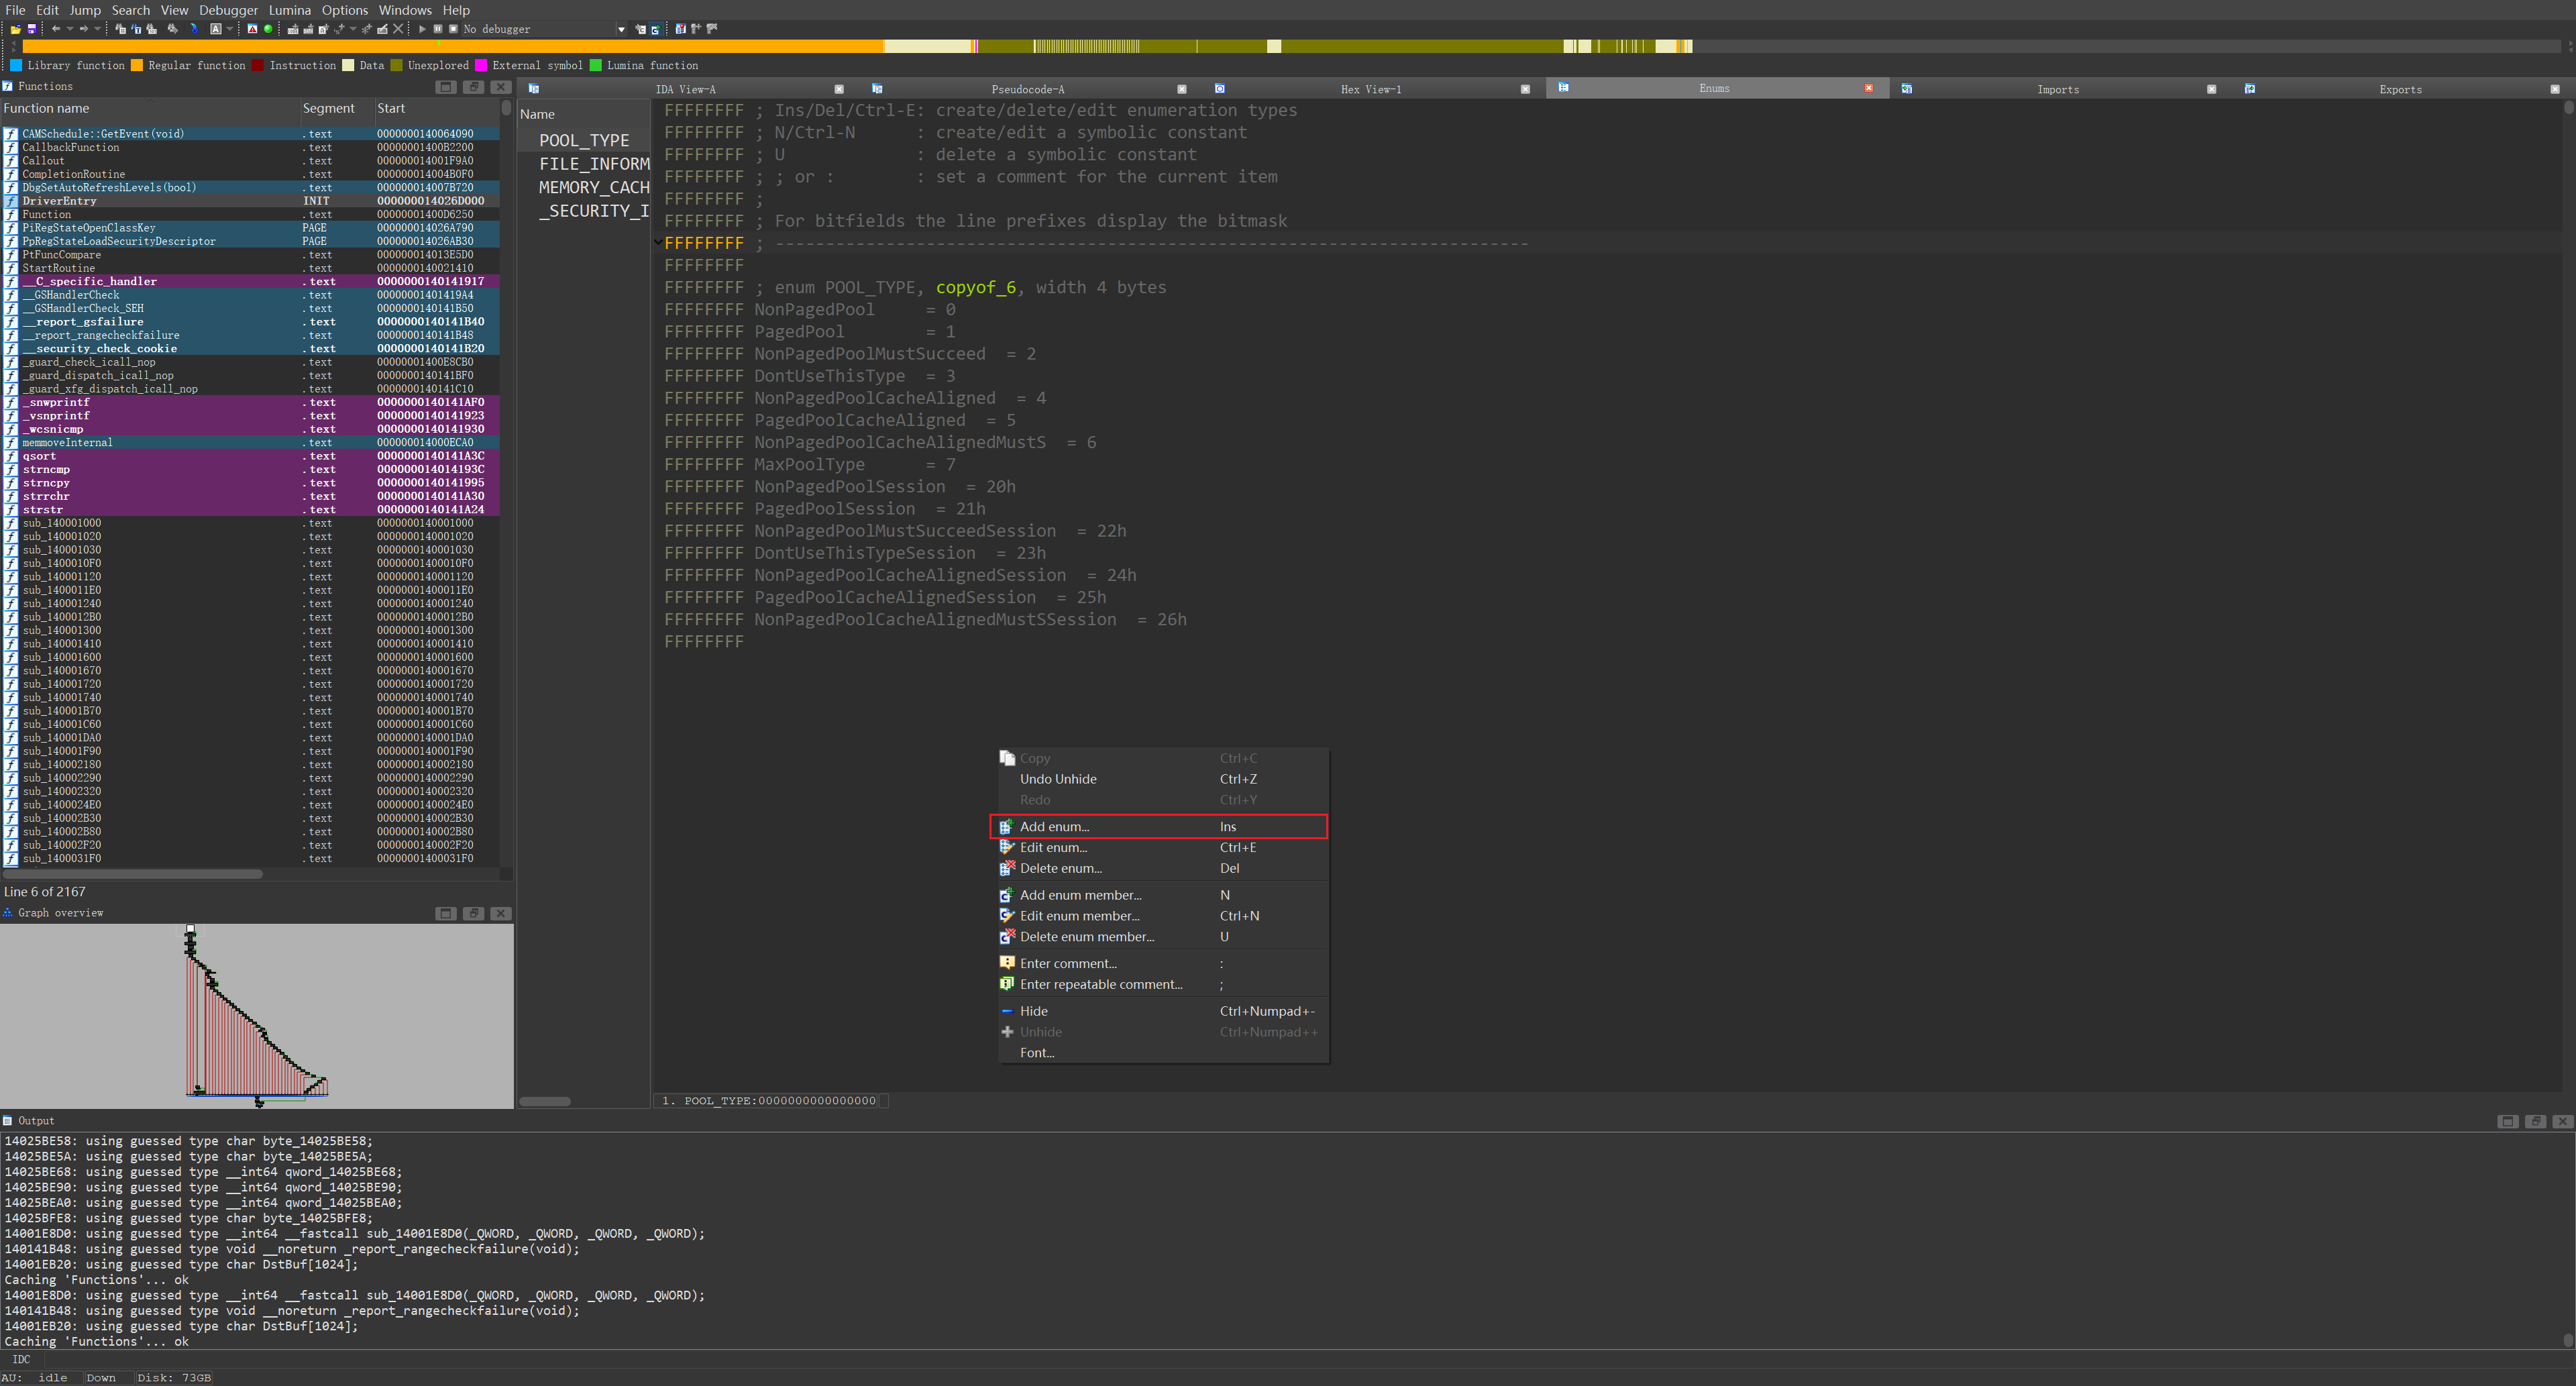 File Edit Jump Search View Debugger Lumina Options Windows Help
No debugger
Library function Regular function Instruction Data Unexplored External symbol Lumina function
Functions
Function name Segment Start
CAMSchedule::GetEvent(void) .text 0000000140064090
CallbackFunction .text 00000001400B2200
Callout .text 000000014001F9A0
CompletionRoutine .text 000000014004B0F0
DbgSetAutoRefreshLevels(bool) .text 000000014007B720
DriverEntry INIT 000000014026D000
Function .text 00000001400D6250
PiRegStateOpenClassKey PAGE 000000014026A790
PpRegStateLoadSecurityDescriptor PAGE 000000014026AB30
PtFuncCompare .text 000000014013E5D0
StartRoutine .text 0000000140021410
__C_specific_handler .text 0000000140141917
__GSHandlerCheck .text 00000001401419A4
__GSHandlerCheck_SEH .text 0000000140141B50
__report_gsfailure .text 0000000140141B40
__report_rangecheckfailure .text 0000000140141B48
__security_check_cookie .text 0000000140141B20
_guard_check_icall_nop .text 00000001400E8CB0
_guard_dispatch_icall_nop .text 0000000140141BF0
_guard_xfg_dispatch_icall_nop .text 0000000140141C10
_snwprintf .text 0000000140141AF0
_vsnprintf .text 0000000140141923
_wcsnicmp .text 0000000140141930
memmoveInternal .text 000000014000ECA0
qsort .text 0000000140141A3C
strncmp .text 000000014014193C
strncpy .text 0000000140141995
strrchr .text 0000000140141A30
strstr .text 0000000140141A24
sub_140001000 .text 0000000140001000
sub_140001020 .text 0000000140001020
sub_140001030 .text 0000000140001030
sub_1400010F0 .text 00000001400010F0
sub_140001120 .text 0000000140001120
sub_1400011E0 .text 00000001400011E0
sub_140001240 .text 0000000140001240
sub_1400012B0 .text 00000001400012B0
sub_140001300 .text 0000000140001300
sub_140001410 .text 0000000140001410
sub_140001600 .text 0000000140001600
sub_140001670 .text 0000000140001670
sub_140001720 .text 0000000140001720
sub_140001740 .text 0000000140001740
sub_140001B70 .text 0000000140001B70
sub_140001C60 .text 0000000140001C60
sub_140001DA0 .text 0000000140001DA0
sub_140001F90 .text 0000000140001F90
sub_140002180 .text 0000000140002180
sub_140002290 .text 0000000140002290
sub_140002320 .text 0000000140002320
sub_1400024E0 .text 00000001400024E0
sub_140002B30 .text 0000000140002B30
sub_140002B80 .text 0000000140002B80
sub_140002F20 .text 0000000140002F20
sub_1400031F0 .text 00000001400031F0
Line 6 of 2167
Graph overview
IDA View-A Pseudocode-A Hex View-1 Enums Imports Exports
Name
POOL_TYPE
FILE_INFORM
MEMORY_CACH
_SECURITY_I
FFFFFFFF ; Ins/Del/Ctrl-E: create/delete/edit enumeration types
FFFFFFFF ; N/Ctrl-N : create/edit a symbolic constant
FFFFFFFF ; U : delete a symbolic constant
FFFFFFFF ; ; or : : set a comment for the current item
FFFFFFFF ;
FFFFFFFF ; For bitfields the line prefixes display the bitmask
FFFFFFFF ; ---------------------------------------------------------------------------
FFFFFFFF
FFFFFFFF ; enum POOL_TYPE, copyof_6, width 4 bytes
FFFFFFFF NonPagedPool = 0
FFFFFFFF PagedPool = 1
FFFFFFFF NonPagedPoolMustSucceed = 2
FFFFFFFF DontUseThisType = 3
FFFFFFFF NonPagedPoolCacheAligned = 4
FFFFFFFF PagedPoolCacheAligned = 5
FFFFFFFF NonPagedPoolCacheAlignedMustS = 6
FFFFFFFF MaxPoolType = 7
FFFFFFFF NonPagedPoolSession = 20h
FFFFFFFF PagedPoolSession = 21h
FFFFFFFF NonPagedPoolMustSucceedSession = 22h
FFFFFFFF DontUseThisTypeSession = 23h
FFFFFFFF NonPagedPoolCacheAlignedSession = 24h
FFFFFFFF PagedPoolCacheAlignedSession = 25h
FFFFFFFF NonPagedPoolCacheAlignedMustSSession = 26h
FFFFFFFF
Copy Ctrl+C
Undo Unhide Ctrl+Z
Redo Ctrl+Y
Add enum... Ins
Edit enum... Ctrl+E
Delete enum... Del
Add enum member... N
Edit enum member... Ctrl+N
Delete enum member... U
Enter comment... :
Enter repeatable comment... ;
Hide Ctrl+Numpad+-
Unhide Ctrl+Numpad++
Font...
1. POOL_TYPE:0000000000000000
Output
14025BE58: using guessed type char byte_14025BE58;
14025BE5A: using guessed type char byte_14025BE5A;
14025BE68: using guessed type __int64 qword_14025BE68;
14025BE90: using guessed type __int64 qword_14025BE90;
14025BEA0: using guessed type __int64 qword_14025BEA0;
14025BFE8: using guessed type char byte_14025BFE8;
14001E8D0: using guessed type __int64 __fastcall sub_14001E8D0(_QWORD, _QWORD, _QWORD, _QWORD);
140141B48: using guessed type void __noreturn _report_rangecheckfailure(void);
14001EB20: using guessed type char DstBuf[1024];
Caching 'Functions'... ok
14001E8D0: using guessed type __int64 __fastcall sub_14001E8D0(_QWORD, _QWORD, _QWORD, _QWORD);
140141B48: using guessed type void __noreturn _report_rangecheckfailure(void);
14001EB20: using guessed type char DstBuf[1024];
Caching 'Functions'... ok
IDC
AU: idle Down Disk: 73GB